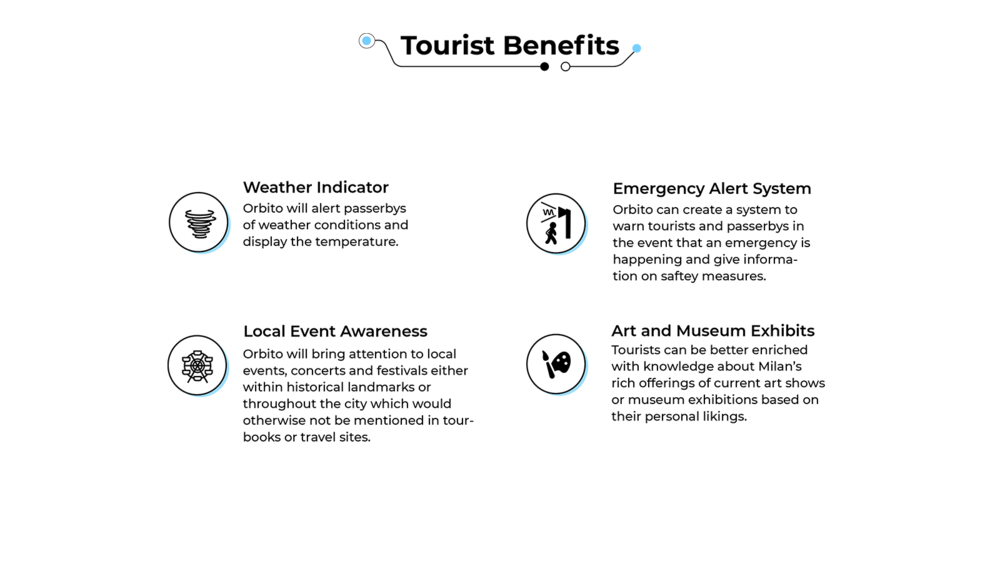 Tourist Benefits
Weather Indicator
Orbito will alert passerbys
of weather conditions and
display the temperature.
Emergency Alert System
Orbito can create a system to
warn tourists and passerbys in
the event that an emergency is
happening and give informa-
tion on saftey measures.
Local Event Awareness
Orbito will bring attention to local
events, concerts and festivals either
within historical landmarks or
throughout the city which would
otherwise not be mentioned in tour-
books or travel sites.
Art and Museum Exhibits
Tourists can be better enriched
with knowledge about Milan's
rich offerings of current art shows
or museum exhibitions based on
their personal likings.